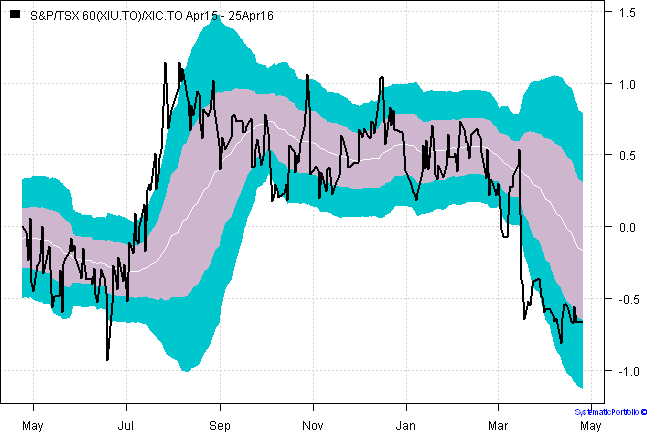 S&P/TSX 60(XIU.TO)/XIC.TO Apr15 - 25Apr16
1.5
1.0
0.5
0.0
-0.5
-1.0
SystematicPortfolio ©
May Jul Sep Nov Jan Mar May